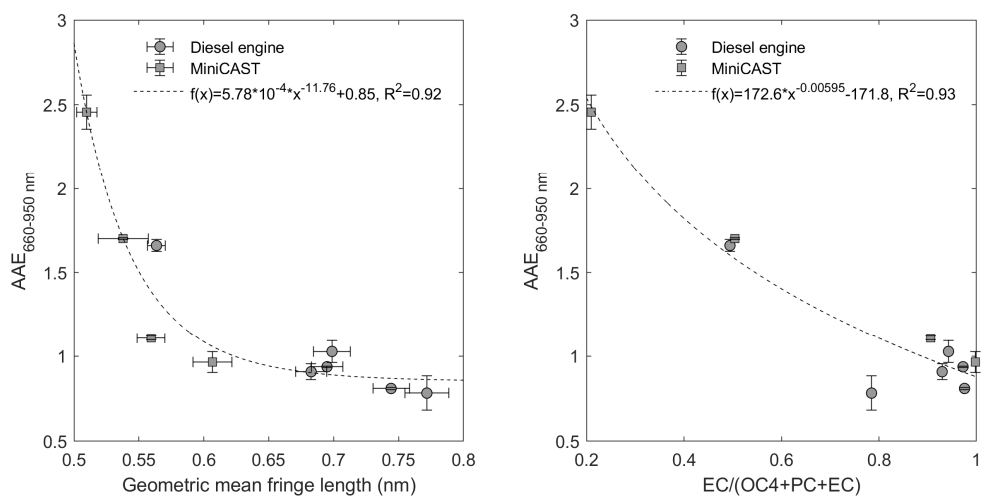 3
2.5
2
1.5
1
0.5
AAE660-950 nm
Diesel engine
MiniCAST
f(x)=5.78*10^-4*x^-11.76+0.85, R^2=0.92
0.5 0.55 0.6 0.65 0.7 0.75 0.8
Geometric mean fringe length (nm)
3
2.5
2
1.5
1
0.5
AAE660-950 nm
Diesel engine
MiniCAST
f(x)=172.6*x^-0.00595-171.8, R^2=0.93
0.2 0.4 0.6 0.8 1
EC/(OC4+PC+EC)